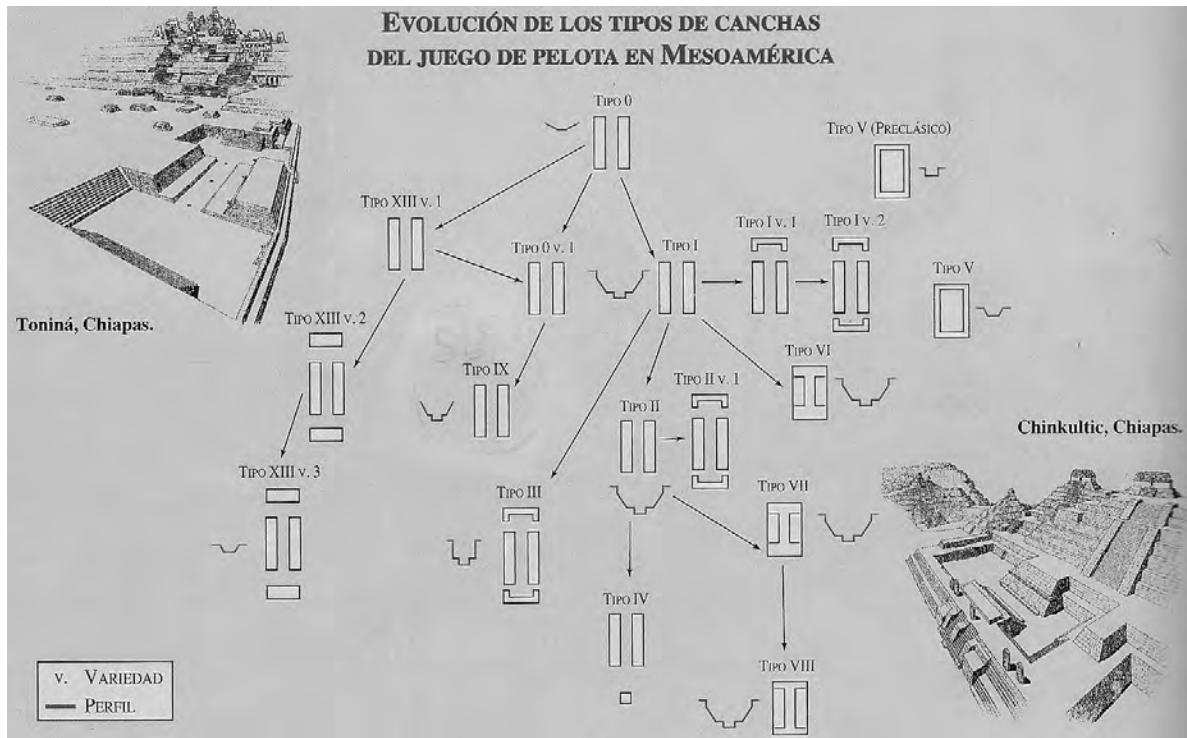 EVOLUCIÓN DE LOS TIPOS DE CANCHAS
DEL JUEGO DE PELOTA EN MESOAMÉRICA
TIPO 0
TIPO V (PRECLÁSICO)
TIPO XIII V. 1
TIPO 0 V. 1
TIPO I
TIPO I V. 1
TIPO I V. 2
TIPO V
Toniná, Chiapas.
TIPO XIII V. 2
TIPO IX
TIPO II
TIPO II V. 1
TIPO VI
Chinkultic, Chiapas.
TIPO XIII V. 3
TIPO III
TIPO VII
TIPO IV
TIPO VIII
V. VARIEDAD
PERFIL